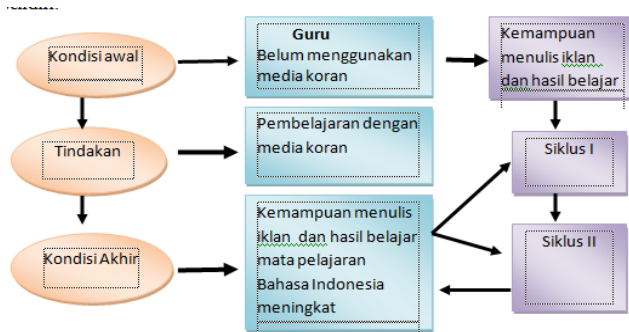 Kondisi awal
Guru
Belum menggunakan
media koran
Kemampuan
menulis iklan
dan hasil belajar
Tindakan
Pembelajaran dengan
media koran
Siklus I
Kondisi Akhir
Kemampuan menulis
iklan dan hasil belajar
mata pelajaran
Bahasa Indonesia
meningkat
Siklus II